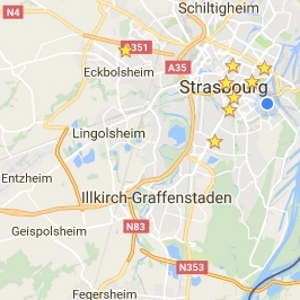 N4
Schiltigheim
A351
Eckbolsheim
A35
Strasbourg
Lingolsheim
Entzheim
Illkirch-Graffenstaden
N83
Geispolsheim
N353
Fegersheim